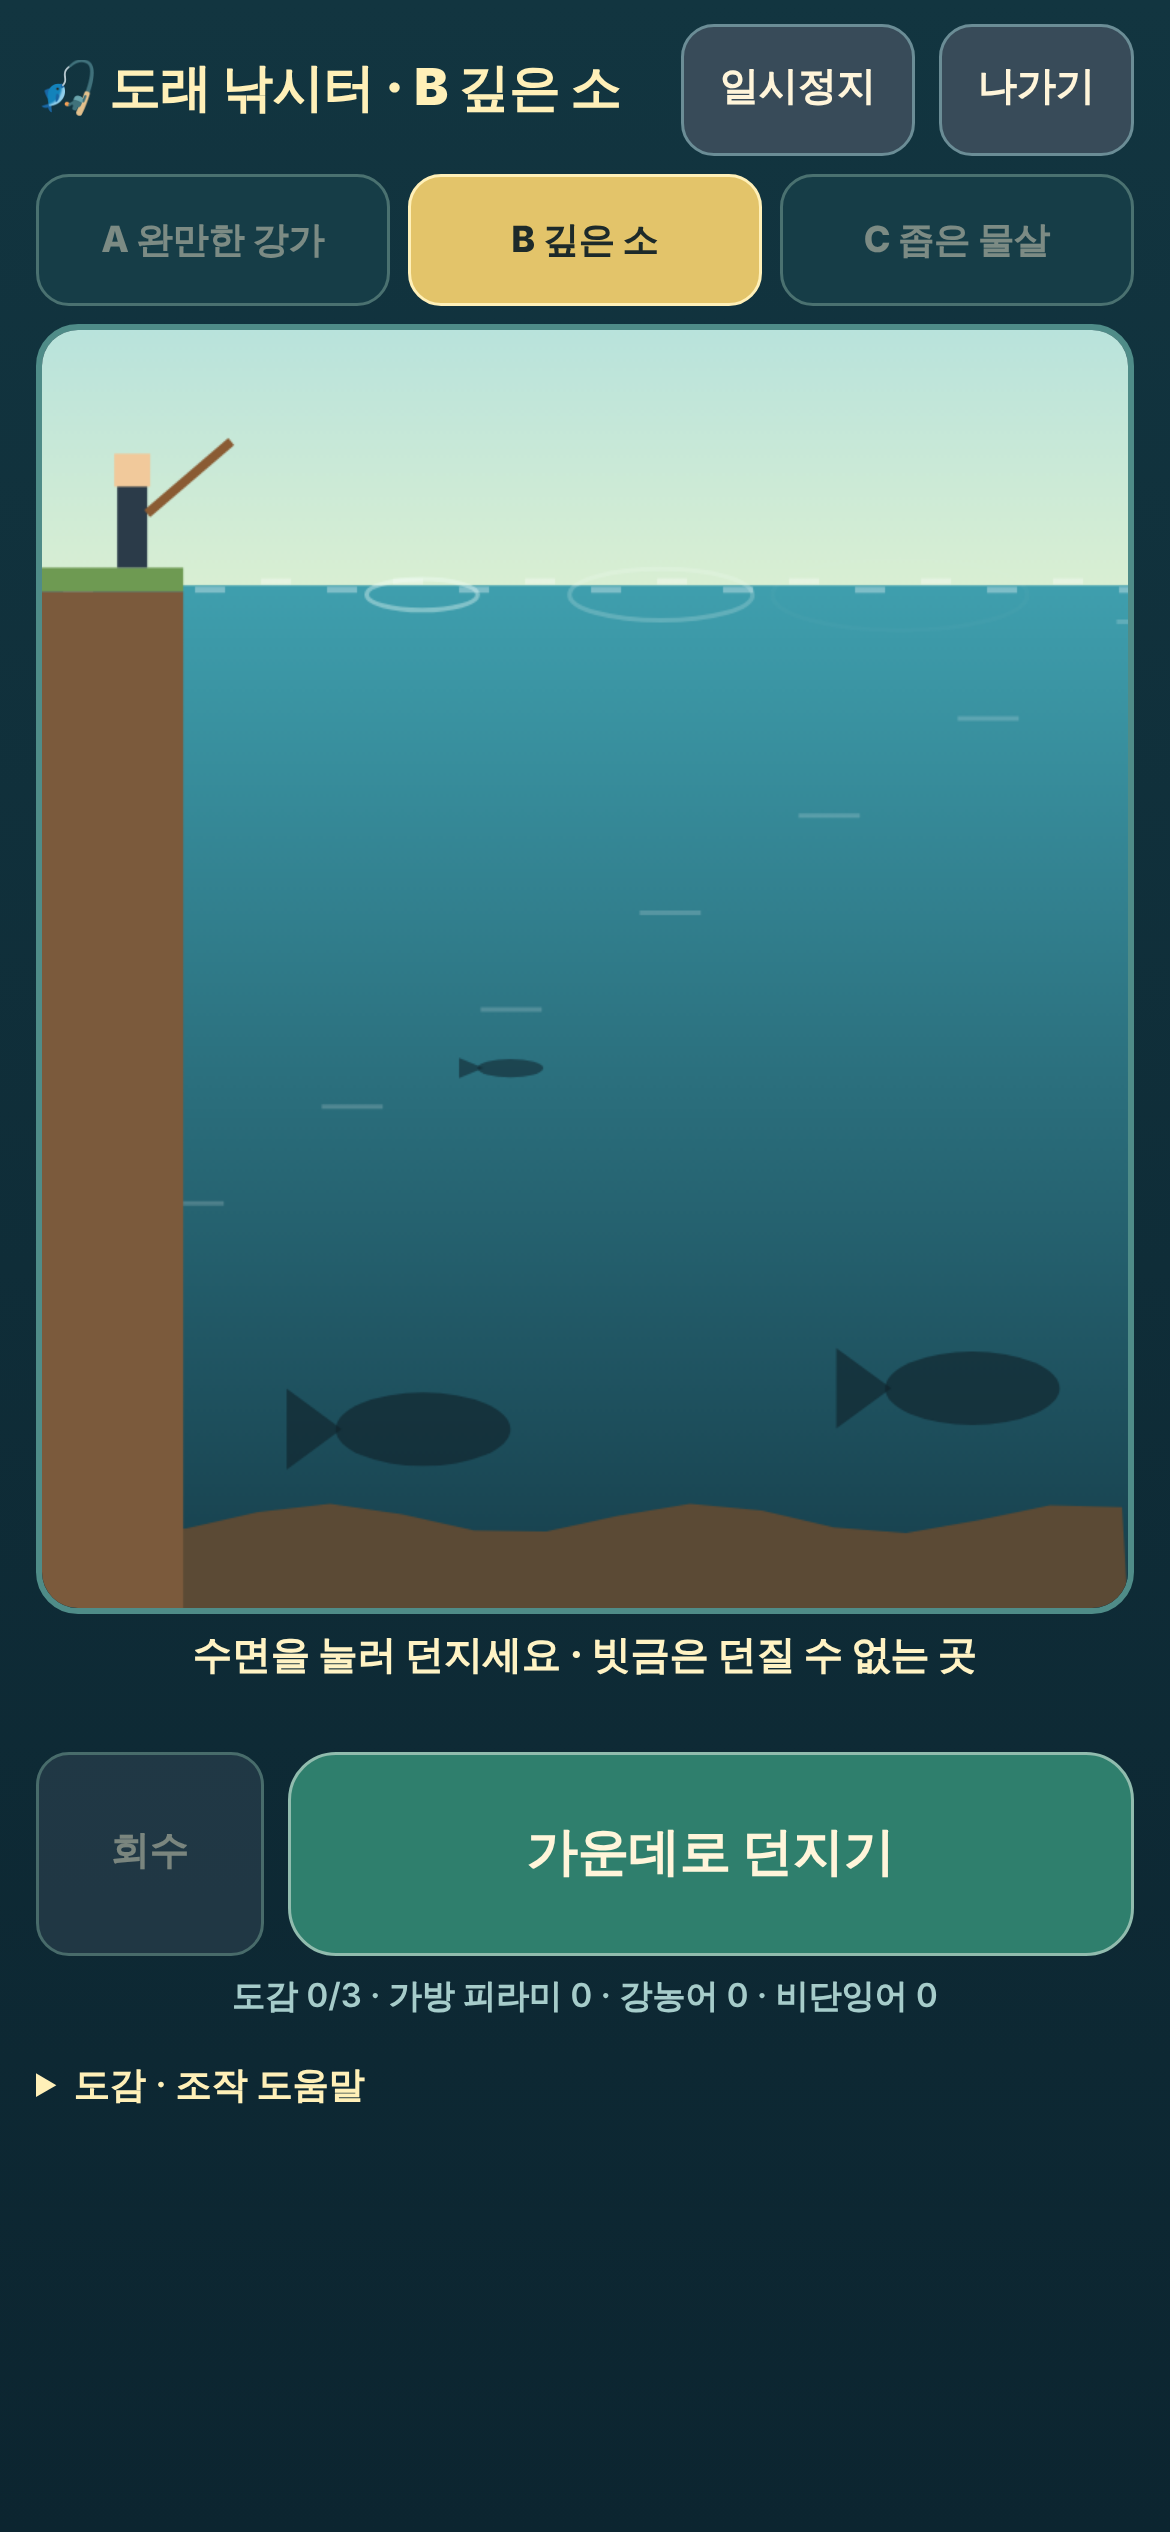 🎣 도래 낚시터 · B 깊은 소
일시정지
나가기
A 완만한 강가
B 깊은 소
C 좁은 물살
수면을 눌러 던지세요 · 빗금은 던질 수 없는 곳
회수
가운데로 던지기
도감 0/3 · 가방 피라미 0 · 강농어 0 · 비단잉어 0
▶ 도감 · 조작 도움말